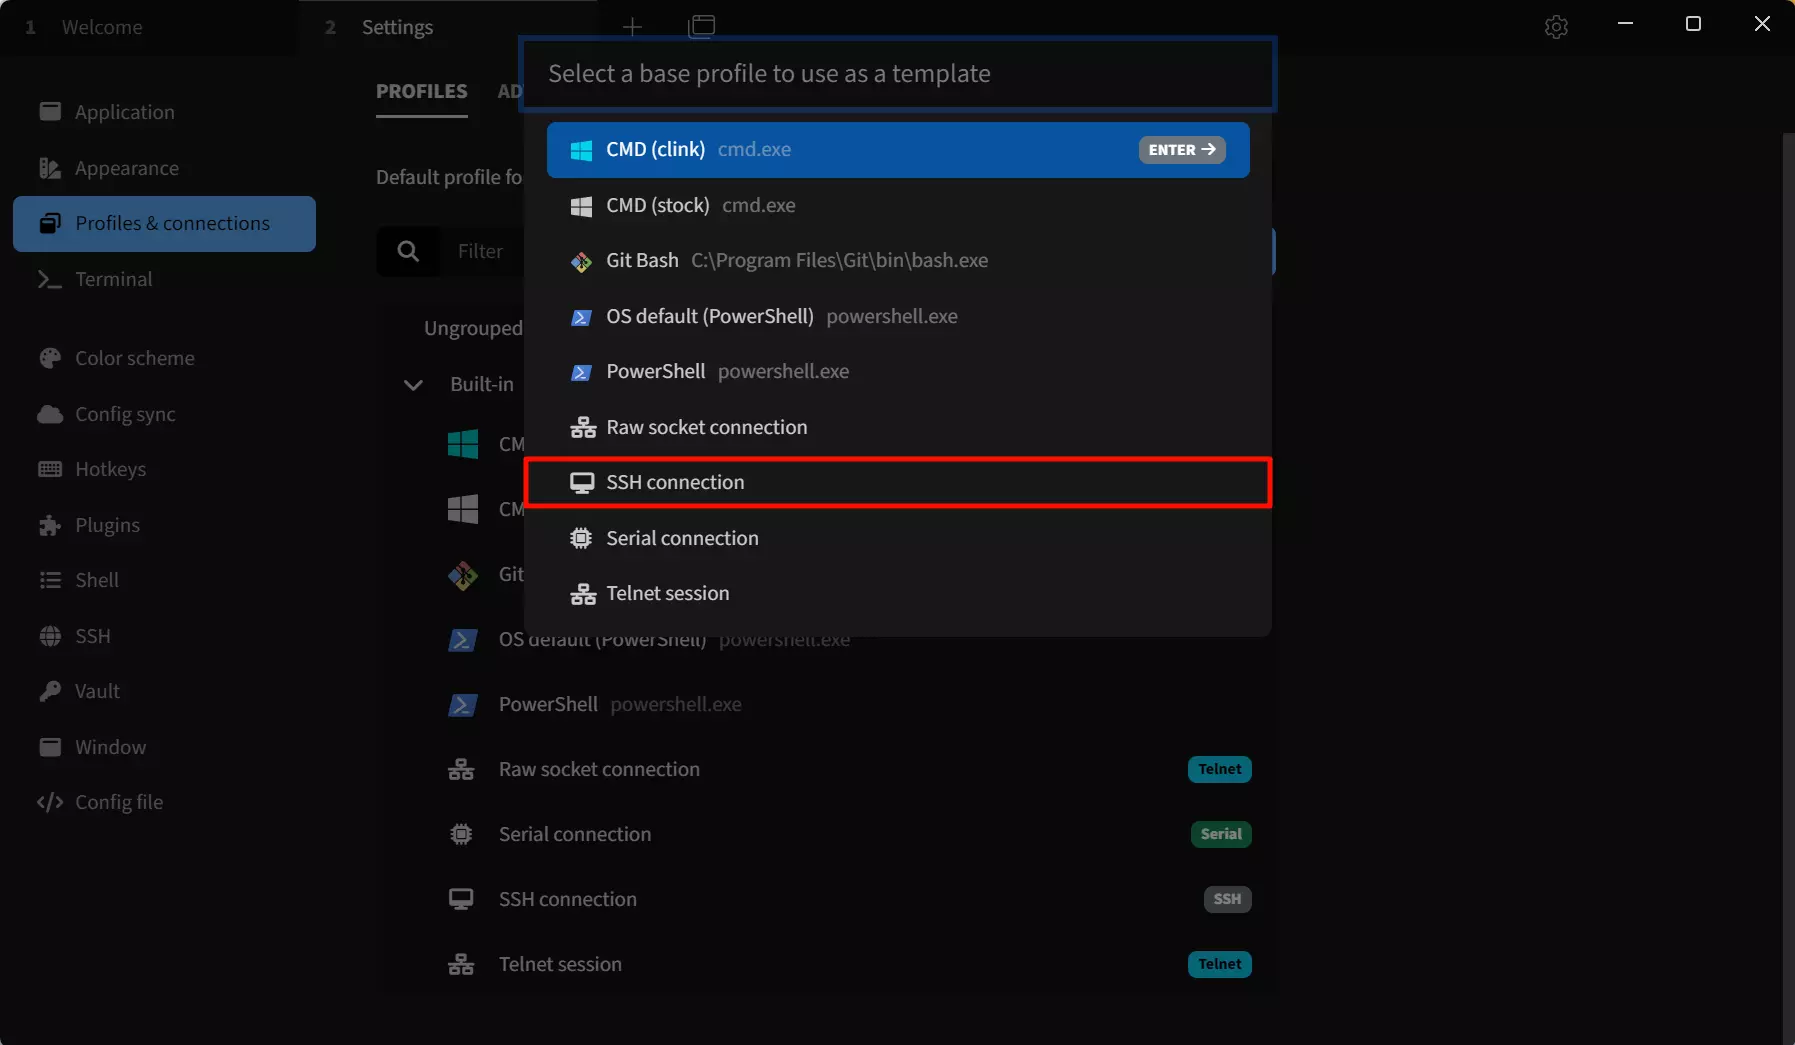 1 Welcome
2 Settings
Select a base profile to use as a template
Application
Appearance
Profiles & connections
Terminal
Color scheme
Config sync
Hotkeys
Plugins
Shell
SSH
Vault
Window
Config file
PROFILES AD
Default profile fo
Filter
CMD (clink) cmd.exe ENTER →
CMD (stock) cmd.exe
Git Bash C:\Program Files\Git\bin\bash.exe
OS default (PowerShell) powershell.exe
PowerShell powershell.exe
Raw socket connection
SSH connection
Serial connection
Telnet session
Ungrouped
Built-in
CM
CM
Git
OS default (PowerShell) powershell.exe
PowerShell powershell.exe
Raw socket connection Telnet
Serial connection Serial
SSH connection SSH
Telnet session Telnet